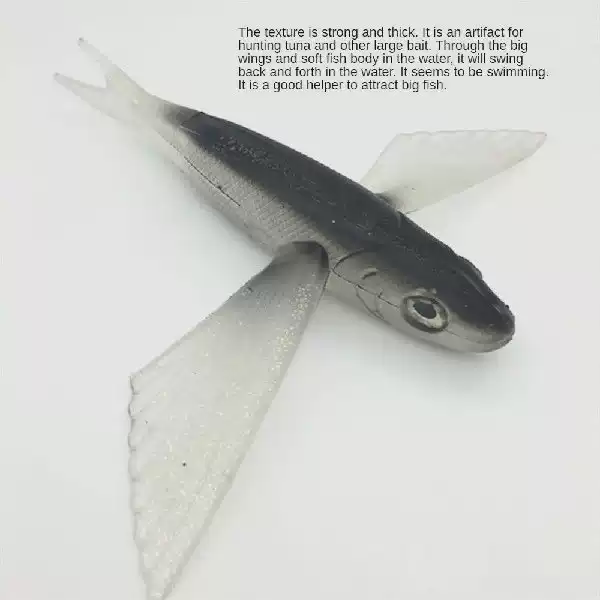 The texture is strong and thick. It is an artifact for
hunting tuna and other large bait. Through the big
wings and soft fish body in the water, it will swing
back and forth in the water. It seems to be swimming.
It is a good helper to attract big fish.